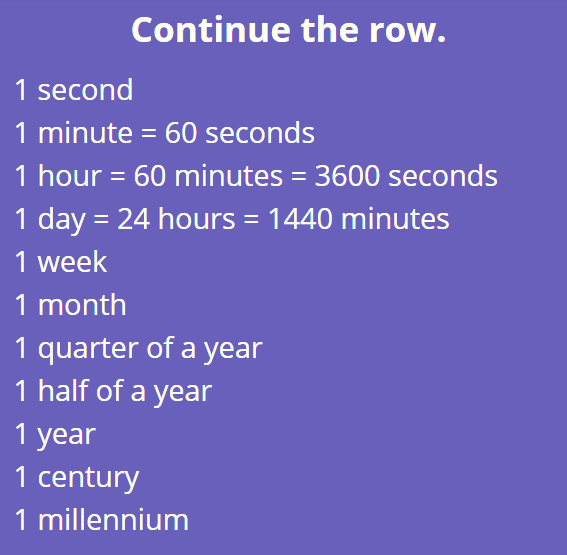 Continue the row.
1 second
1 minute = 60 seconds
1 hour = 60 minutes = 3600 seconds
1 day = 24 hours = 1440 minutes
1 week
1 month
1 quarter of a year
1 half of a year
1 year
1 century
1 millennium